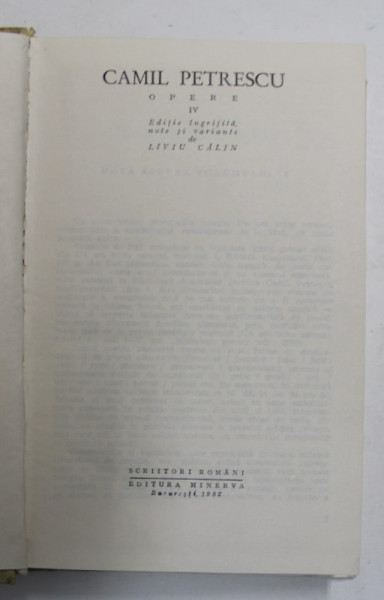 CAMIL PETRESCU
OPERE
IV
Ediție îngrijită,
note și variante
de
LIVIU CĂLIN
SCRIITORI ROMÂNI
EDITURA MINERVA
București, 1982